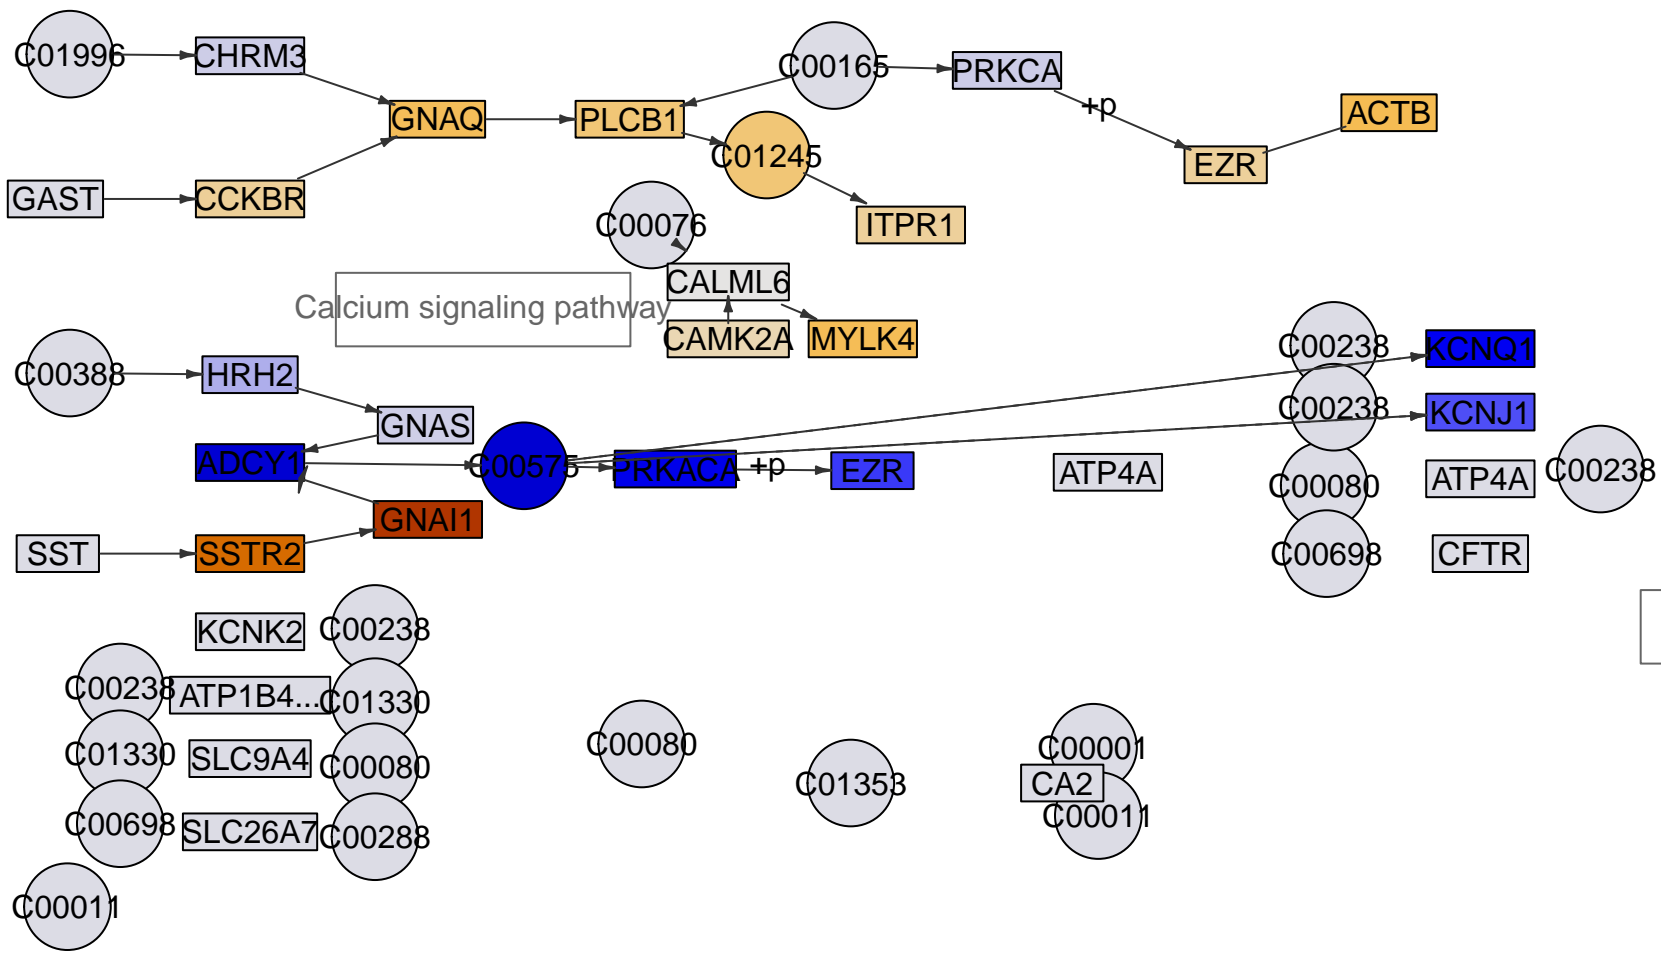 C01996
CHRM3
C00165
PRKCA
+p
ACTB
GNAQ
PLCB1
C01245
EZR
GAST
CCKBR
C00076
ITPR1
CALML6
Calcium signaling pathway
CAMK2A
MYLK4
C00238
KCNQ1
C00388
HRH2
C00238
KCNJ1
GNAS
ADCY1
C00575
PRKACA
+p
EZR
ATP4A
C00080
ATP4A
C00238
GNAI1
SST
SSTR2
C00698
CFTR
KCNK2
C00238
C00238
ATP1B4...
C01330
C01330
SLC9A4
C00080
C00080
C01353
C00001
CA2
C00011
C00698
SLC26A7
C00288
C00011